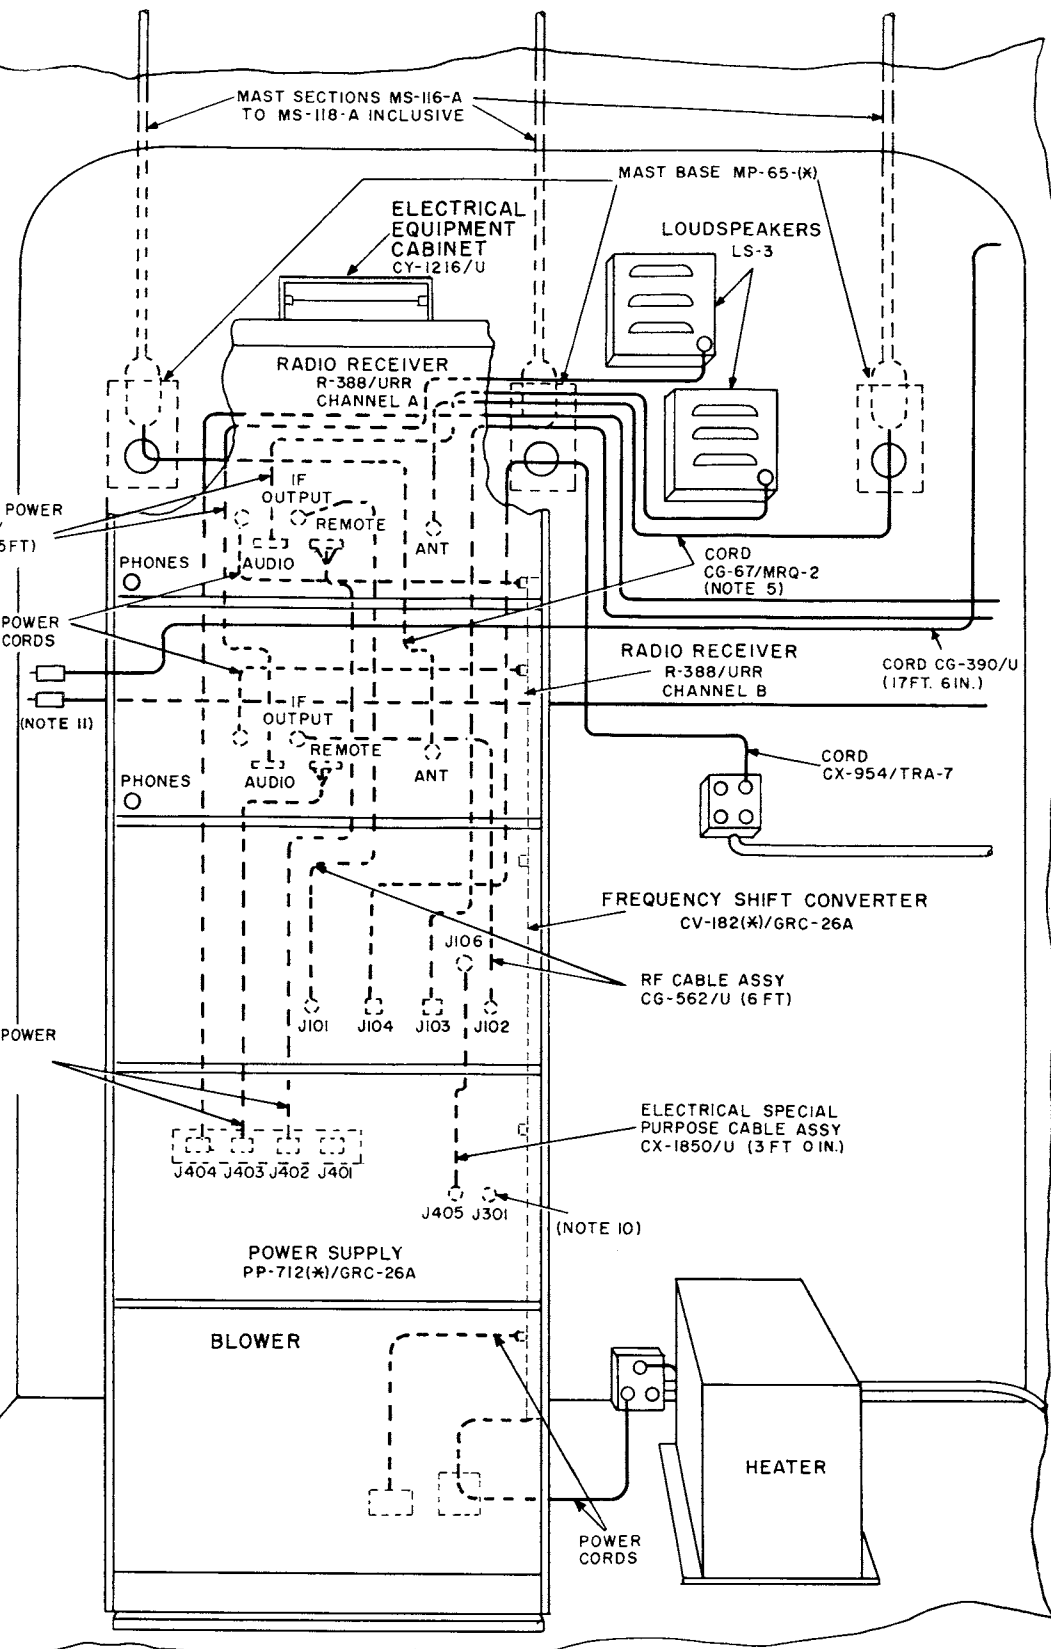 MAST SECTIONS MS-116-A
TO MS-118-A INCLUSIVE
MAST BASE MP-65-(*)
ELECTRICAL
EQUIPMENT
CABINET
CY-1216/U
LOUDSPEAKERS
LS-3
RADIO RECEIVER
R-388/URR
CHANNEL A
POWER
5FT)
IF
OUTPUT
REMOTE
AUDIO
ANT
PHONES
CORD
CG-67/MRQ-2
(NOTE 5)
POWER
CORDS
RADIO RECEIVER
R-388/URR
CHANNEL B
CORD CG-390/U
(17FT. 6IN.)
(NOTE 11)
IF
OUTPUT
REMOTE
AUDIO
ANT
PHONES
CORD
CX-954/TRA-7
FREQUENCY SHIFT CONVERTER
CV-182(*)/GRC-26A
J106
RF CABLE ASSY
CG-562/U (6 FT)
J101
J104
J103
J102
POWER
ELECTRICAL SPECIAL
PURPOSE CABLE ASSY
CX-1850/U (3 FT 0 IN.)
J404 J403 J402 J401
J405 J301
(NOTE 10)
POWER SUPPLY
PP-712(*)/GRC-26A
BLOWER
HEATER
POWER
CORDS